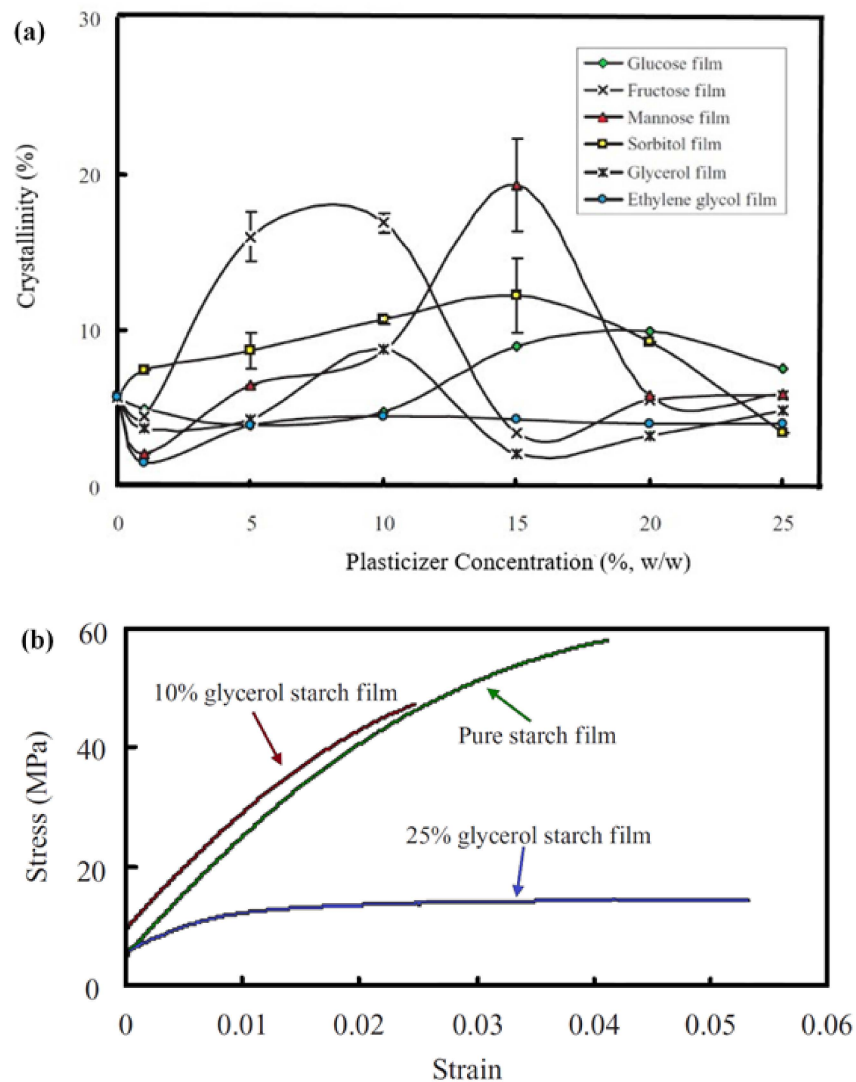 (a)
30
20
10
0
Crystallinity (%)
Glucose film
Fructose film
Mannose film
Sorbitol film
Glycerol film
Ethylene glycol film
0 5 10 15 20 25
Plasticizer Concentration (%, w/w)
(b)
60
40
20
0
Stress (MPa)
10% glycerol starch film
Pure starch film
25% glycerol starch film
0 0.01 0.02 0.03 0.04 0.05 0.06
Strain